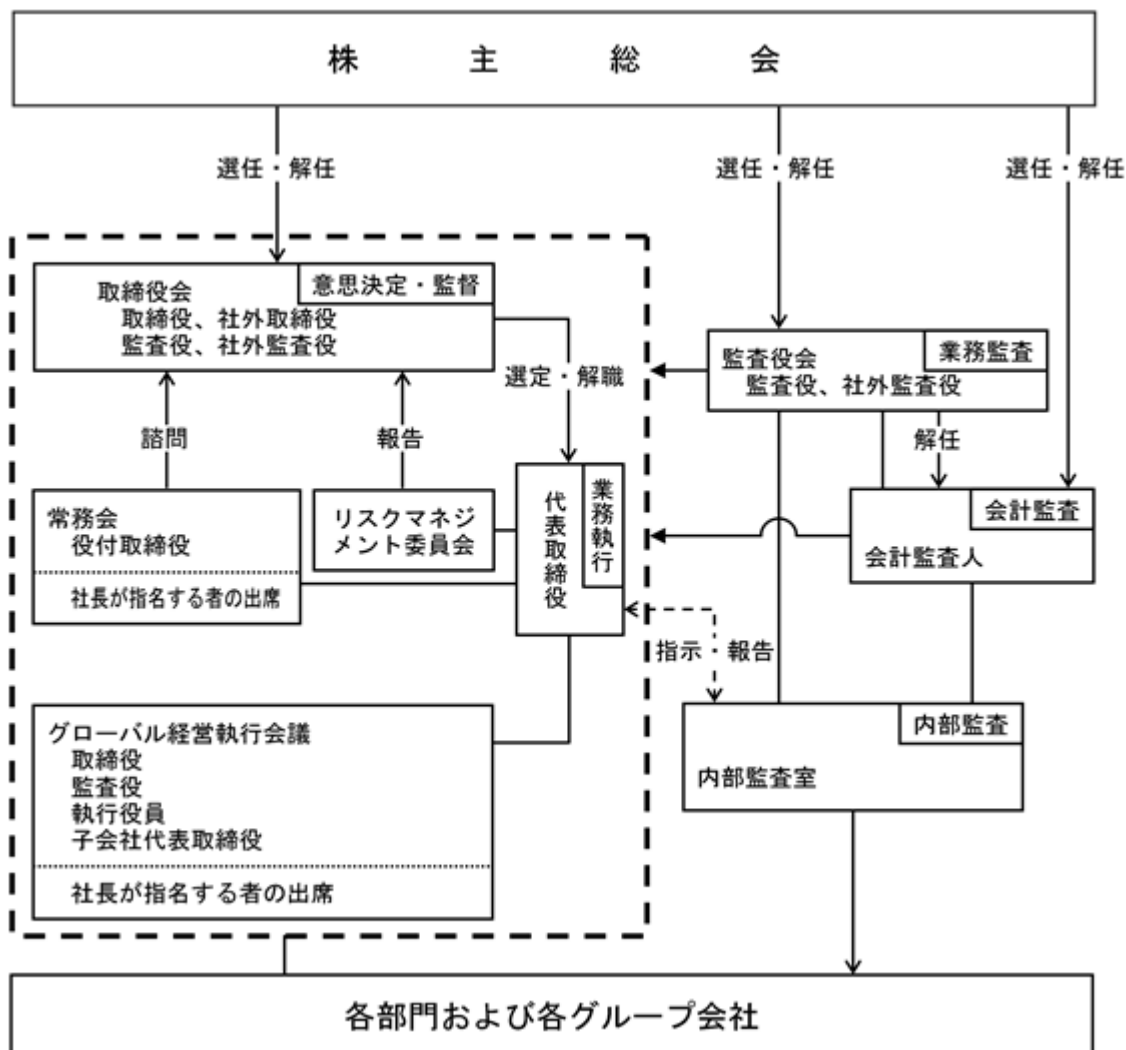 株主総会
選任・解任
選任・解任
選任・解任
意思決定・監督
取締役会
取締役、社外取締役
監査役、社外監査役
選定・解職
業務監査
監査役会
監査役、社外監査役
諮問
報告
解任
常務会
役付取締役
社長が指名する者の出席
リスクマネジ
メント委員会
代表取締役
業務執行
会計監査
会計監査人
指示・報告
グローバル経営執行会議
取締役
監査役
執行役員
子会社代表取締役
社長が指名する者の出席
内部監査
内部監査室
各部門および各グループ会社